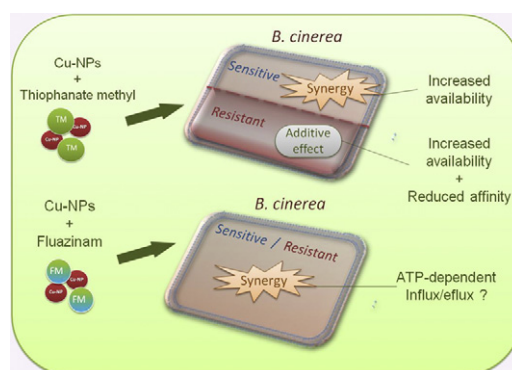 B. cinerea
Cu-NPs
+
Thiophanate methyl
TM
Cu-NP
Cu-NP
TM
Sensitive
Synergy
Resistant
Additive
effect
Increased
availability
Increased
availability
+
Reduced affinity
B. cinerea
Cu-NPs
+
Fluazinam
FM
Cu-NP
Cu-NP
FM
Sensitive / Resistant
Synergy
ATP-dependent
Influx/eflux ?